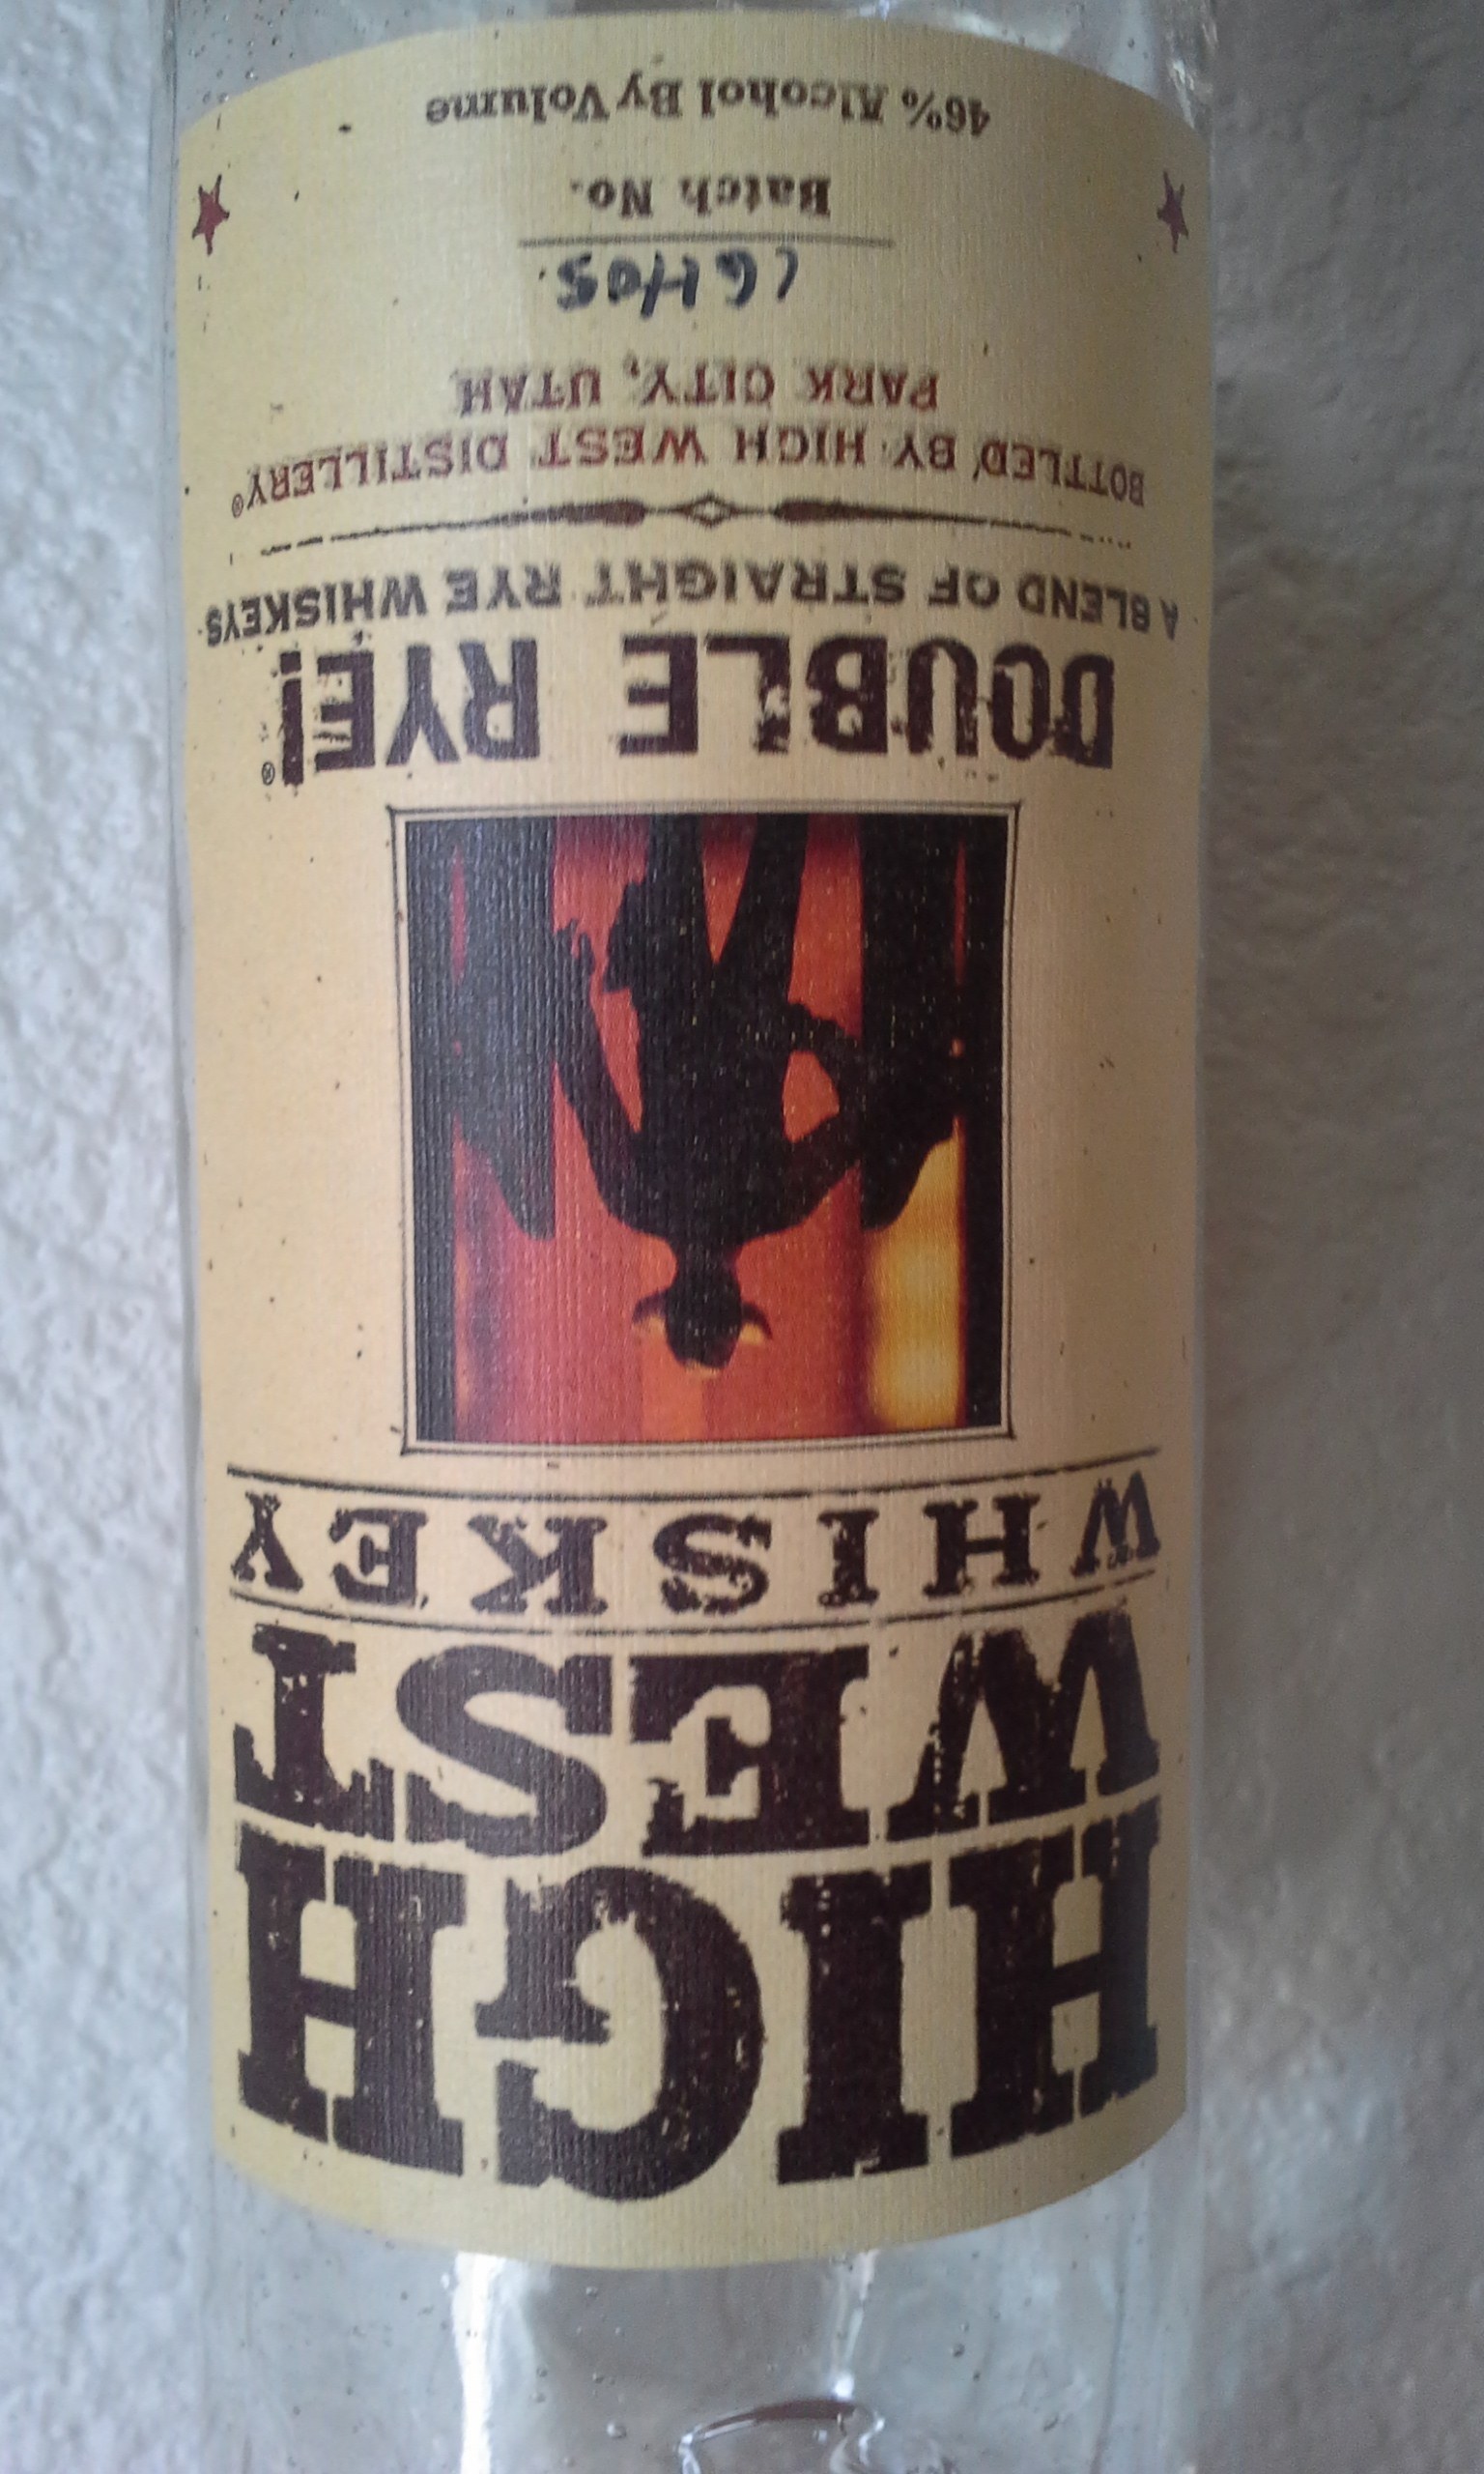 HIGH
WEST
WHISKEY
DOUBLE RYE!®
A BLEND OF STRAIGHT RYE WHISKEYS
BOTTLED BY HIGH WEST DISTILLERY®
PARK CITY, UTAH
16H05
Batch No.
46% Alcohol By Volume